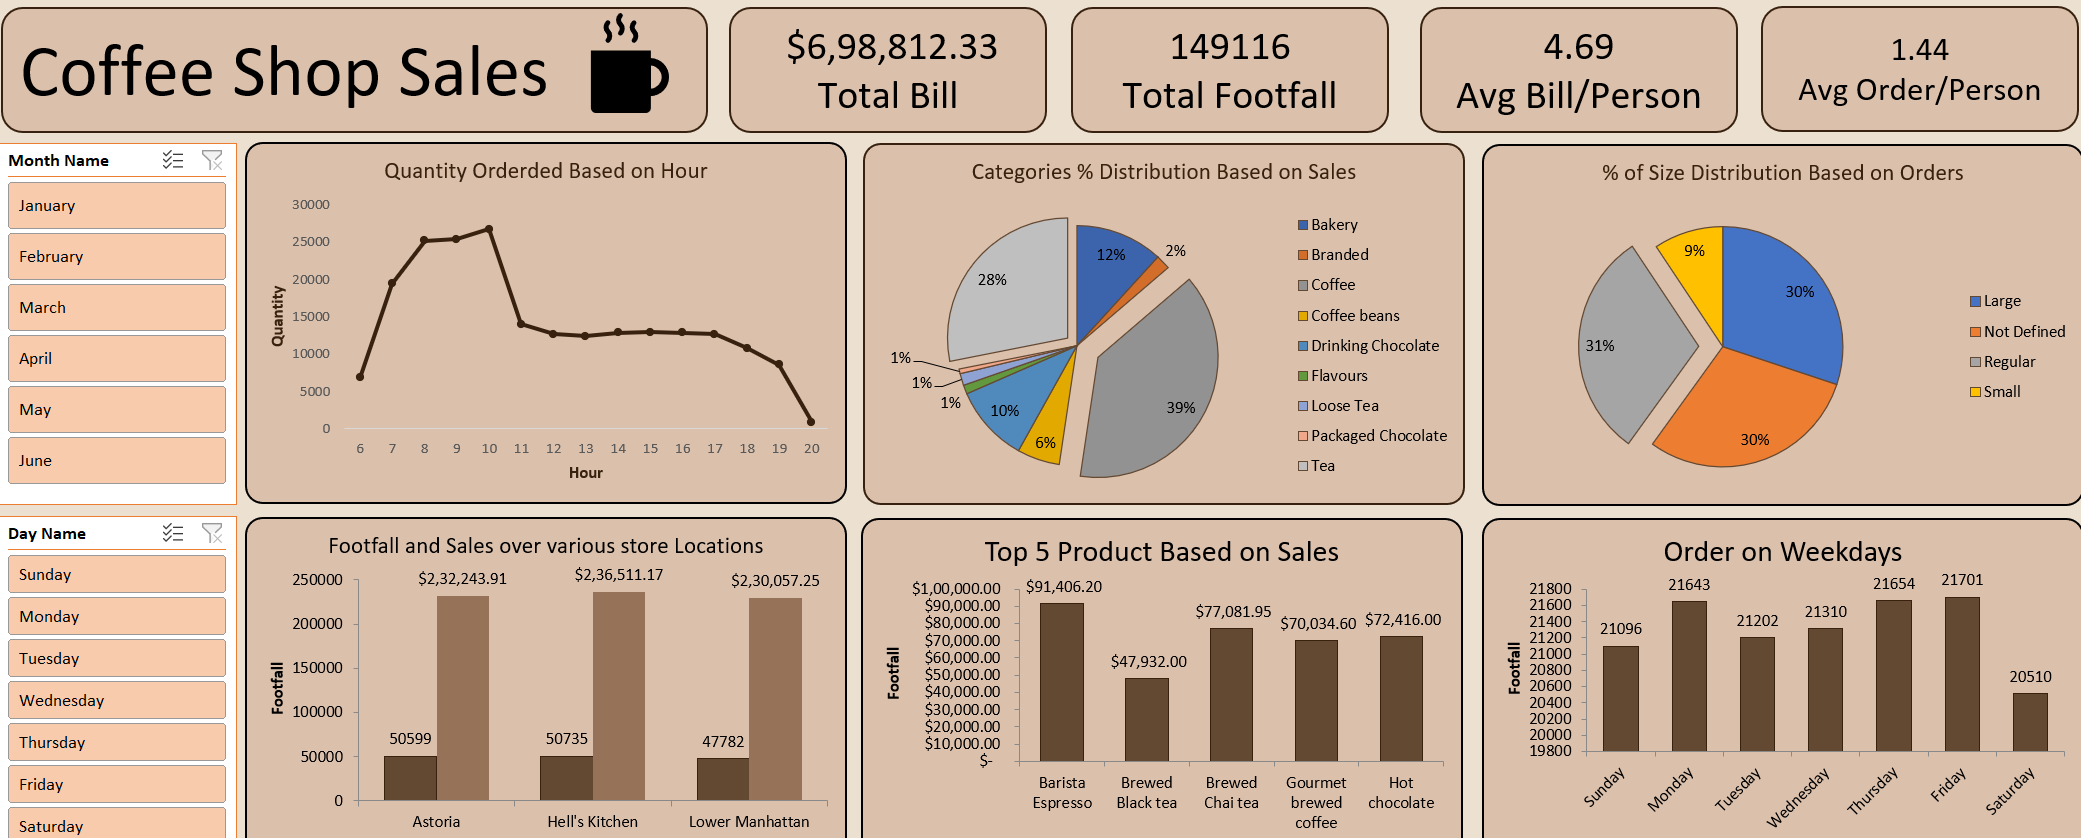 Coffee Shop Sales
$6,98,812.33
Total Bill
149116
Total Footfall
4.69
Avg Bill/Person
1.44
Avg Order/Person
Month Name
January
February
March
April
May
June
Quantity Orderded Based on Hour
30000
25000
20000
15000
10000
5000
0
Quantity
6 7 8 9 10 11 12 13 14 15 16 17 18 19 20
Hour
Categories % Distribution Based on Sales
12%
2%
39%
6%
10%
1%
1%
1%
28%
Bakery
Branded
Coffee
Coffee beans
Drinking Chocolate
Flavours
Loose Tea
Packaged Chocolate
Tea
% of Size Distribution Based on Orders
30%
30%
31%
9%
Large
Not Defined
Regular
Small
Day Name
Sunday
Monday
Tuesday
Wednesday
Thursday
Friday
Saturday
Footfall and Sales over various store Locations
250000
200000
150000
100000
50000
0
Footfall
$2,32,243.91
$2,36,511.17
$2,30,057.25
50599
50735
47782
Astoria
Hell's Kitchen
Lower Manhattan
Top 5 Product Based on Sales
$1,00,000.00
$90,000.00
$80,000.00
$70,000.00
$60,000.00
$50,000.00
$40,000.00
$30,000.00
$20,000.00
$10,000.00
$-
Footfall
$91,406.20
$47,932.00
$77,081.95
$70,034.60
$72,416.00
Barista
Espresso
Brewed
Black tea
Brewed
Chai tea
Gourmet
brewed
coffee
Hot
chocolate
Order on Weekdays
21800
21600
21400
21200
21000
20800
20600
20400
20200
20000
19800
Footfall
21096
21643
21202
21310
21654
21701
20510
Sunday
Monday
Tuesday
Wednesday
Thursday
Friday
Saturday